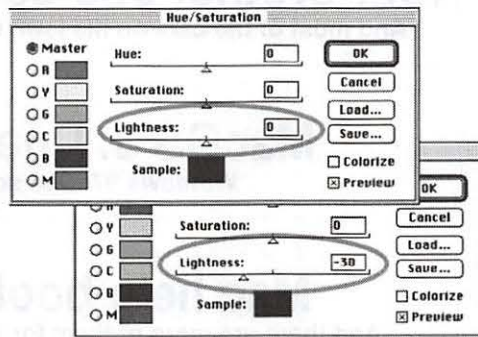 Hue/Saturation
Master
Hue: 0
OK
R
Y
Saturation: 0
Cancel
G
Lightness: 0
Load...
C
Save...
B
Sample:
Colorize
M
Preview
OK
Y
Saturation: 0
Cancel
G
Lightness: -30
Load...
C
Save...
B
Sample:
Colorize
M
Preview